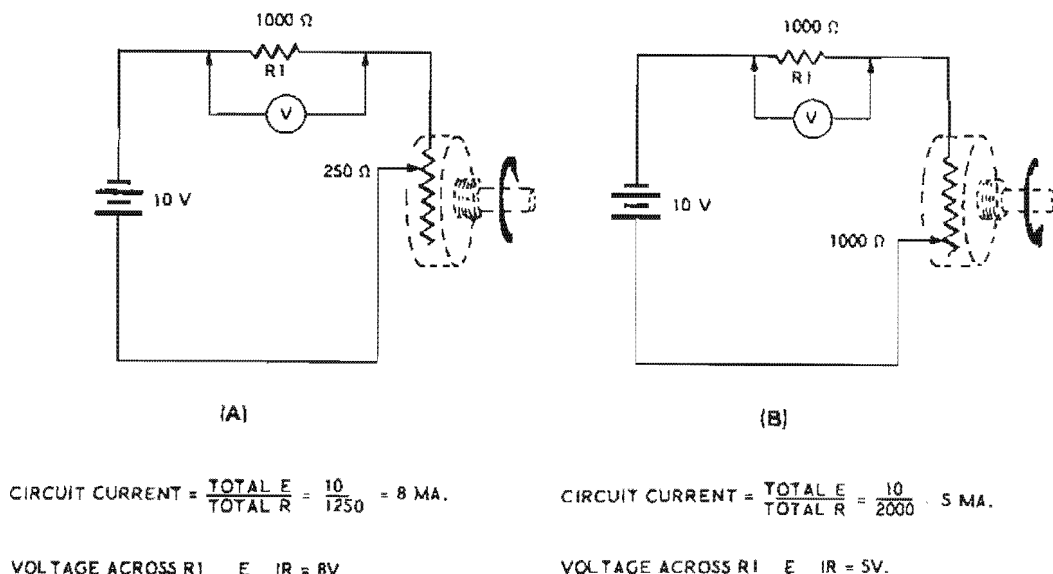 1000 Ω
R1
V
250 Ω
10 V
(A)
CIRCUIT CURRENT = TOTAL E / TOTAL R = 10 / 1250 = 8 MA.
VOLTAGE ACROSS R1 E IR = 8V
1000 Ω
R1
V
10 V
1000 Ω
(B)
CIRCUIT CURRENT = TOTAL E / TOTAL R = 10 / 2000 5 MA.
VOLTAGE ACROSS R1 E IR = 5V.